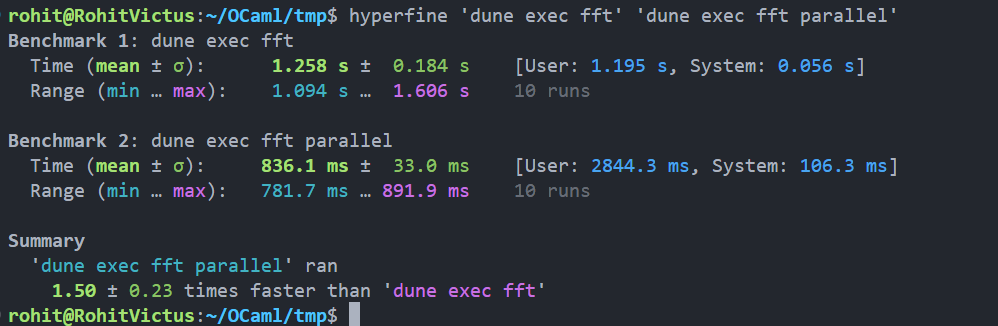 rohit@RohitVictus:~/OCaml/tmp$ hyperfine 'dune exec fft' 'dune exec fft parallel'
Benchmark 1: dune exec fft
  Time (mean ± σ):      1.258 s ±  0.184 s    [User: 1.195 s, System: 0.056 s]
  Range (min … max):    1.094 s …  1.606 s    10 runs

Benchmark 2: dune exec fft parallel
  Time (mean ± σ):     836.1 ms ±  33.0 ms    [User: 2844.3 ms, System: 106.3 ms]
  Range (min … max):   781.7 ms … 891.9 ms    10 runs

Summary
  'dune exec fft parallel' ran
    1.50 ± 0.23 times faster than 'dune exec fft'
rohit@RohitVictus:~/OCaml/tmp$